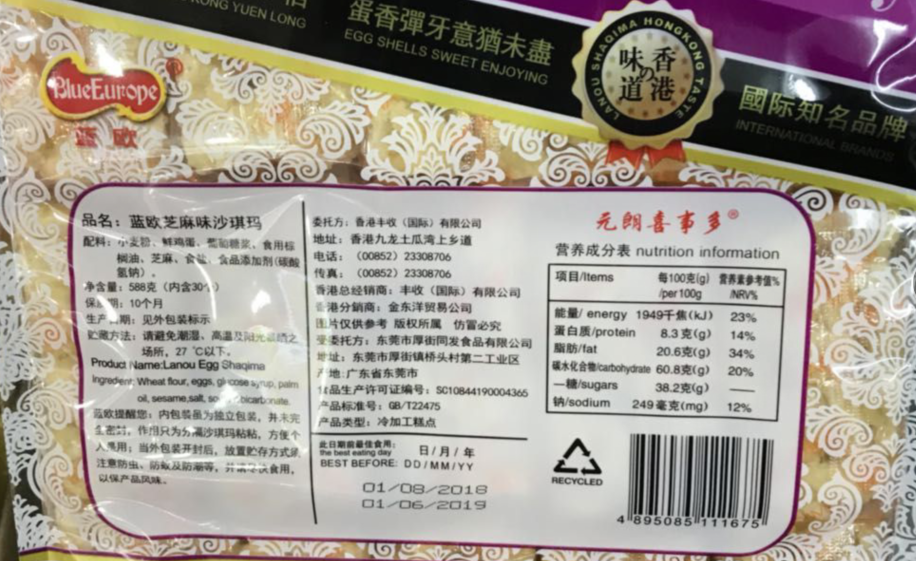 KONG YUEN LONG
蛋香彈牙意猶未盡
EGG SHELLS SWEET ENJOYING
LANOU SHAQIMA HONGKONG TASTE
香港の味道
國際知名品牌
INTERNATIONAL BRANDS
BlueEurope®
蓝欧
品名：蓝欧芝麻味沙琪玛
配料：小麦粉、鲜鸡蛋、葡萄糖浆、食用棕
榈油、芝麻、食盐、食品添加剂(碳酸
氢钠）。
净含量：588克（内含30个）
保质期：10个月
生产日期：见外包装标示
贮藏方法：请避免潮湿、高温及阳光暴晒之
场所，27℃以下。
Product Name:Lanou Egg Shaqima
Ingredient: Wheat flour, eggs, glucose syrup, palm
oil, sesame,salt, sodium bicarbonate.
蓝欧提醒您：内包装虽为独立包装，并未完
全密封，作用只为分隔沙琪玛粘粘，方便个
人携用；当外包装开封后，放置贮存方式须
注意防虫、防蚁及防潮等，并请尽快食用，
以保产品风味。
委托方：香港丰收（国际）有限公司
地址：香港九龙土瓜湾上乡道
电话：（00852）23308706
传真：（00852）23308706
香港总经销商：丰收（国际）有限公司
香港分销商：金东洋贸易公司
图片仅供参考 版权所属 仿冒必究
受委托方：东莞市厚街同发食品有限公司
地址：东莞市厚街镇桥头村第二工业区
产地:广东省东莞市
食品生产许可证编号：SC10844190004365
产品标准号：GB/T22475
产品类型：冷加工糕点
此日期前最佳食用：
the best eating day
日/月/年
BEST BEFORE: DD/MM/YY
01/08/2018
01/06/2019
元朗喜事多®
营养成分表 nutrition information
项目/Items 每100克(g)/per 100g 营养素参考值%/NRV%
能量/ energy 1949千焦(kJ) 23%
蛋白质/protein 8.3克(g) 14%
脂肪/fat 20.6克(g) 34%
碳水化合物/carbohydrate 60.8克(g) 20%
—糖/sugars 38.2克(g) ——
钠/sodium 249毫克(mg) 12%
RECYCLED
4 895085 111675